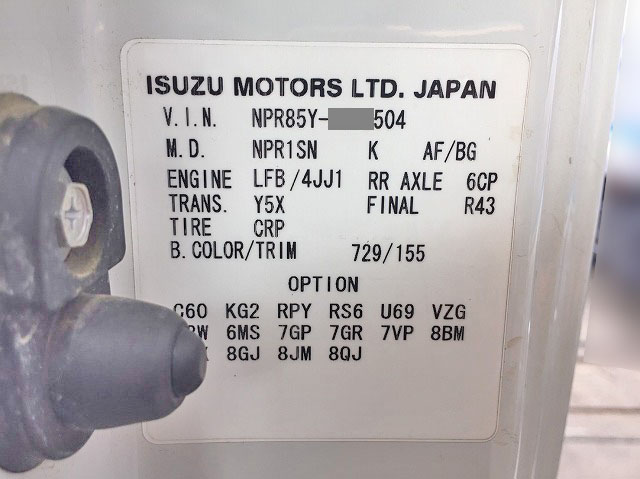 ISUZU MOTORS LTD. JAPAN
V.I.N. NPR85Y- 504
M.D. NPR1SN K AF/BG
ENGINE LFB/4JJ1 RR AXLE 6CP
TRANS. Y5X FINAL R43
TIRE CRP
B.COLOR/TRIM 729/155
OPTION
KG2 RPY RS6 U69 VZG
6MS 7GP 7GR 7VP 8BM
8GJ 8JM 8QJ